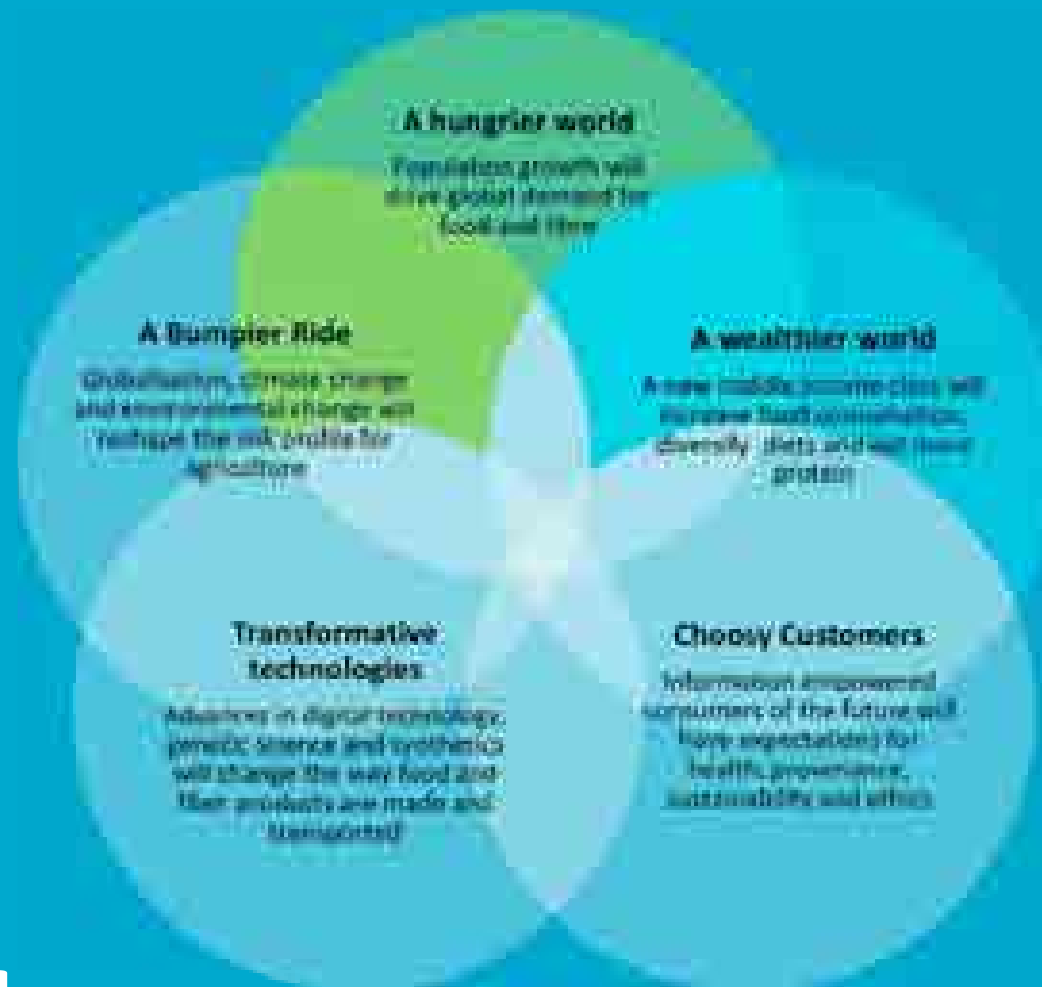 A hungrier world
Population growth will
drive global demand for
food and fibre
A Bumpier Ride
Globalisation, climate change
and environmental change will
reshape the risk profile for
agriculture
A wealthier world
A new middle income class will
increase food consumption,
diversify diets and eat more
protein
Transformative
technologies
Advances in digital technology,
genetic science and synthetics
will change the way food and
fiber products are made and
transported
Choosy Customers
Information empowered
consumers of the future will
have expectations for
health, provenance,
sustainability and ethics